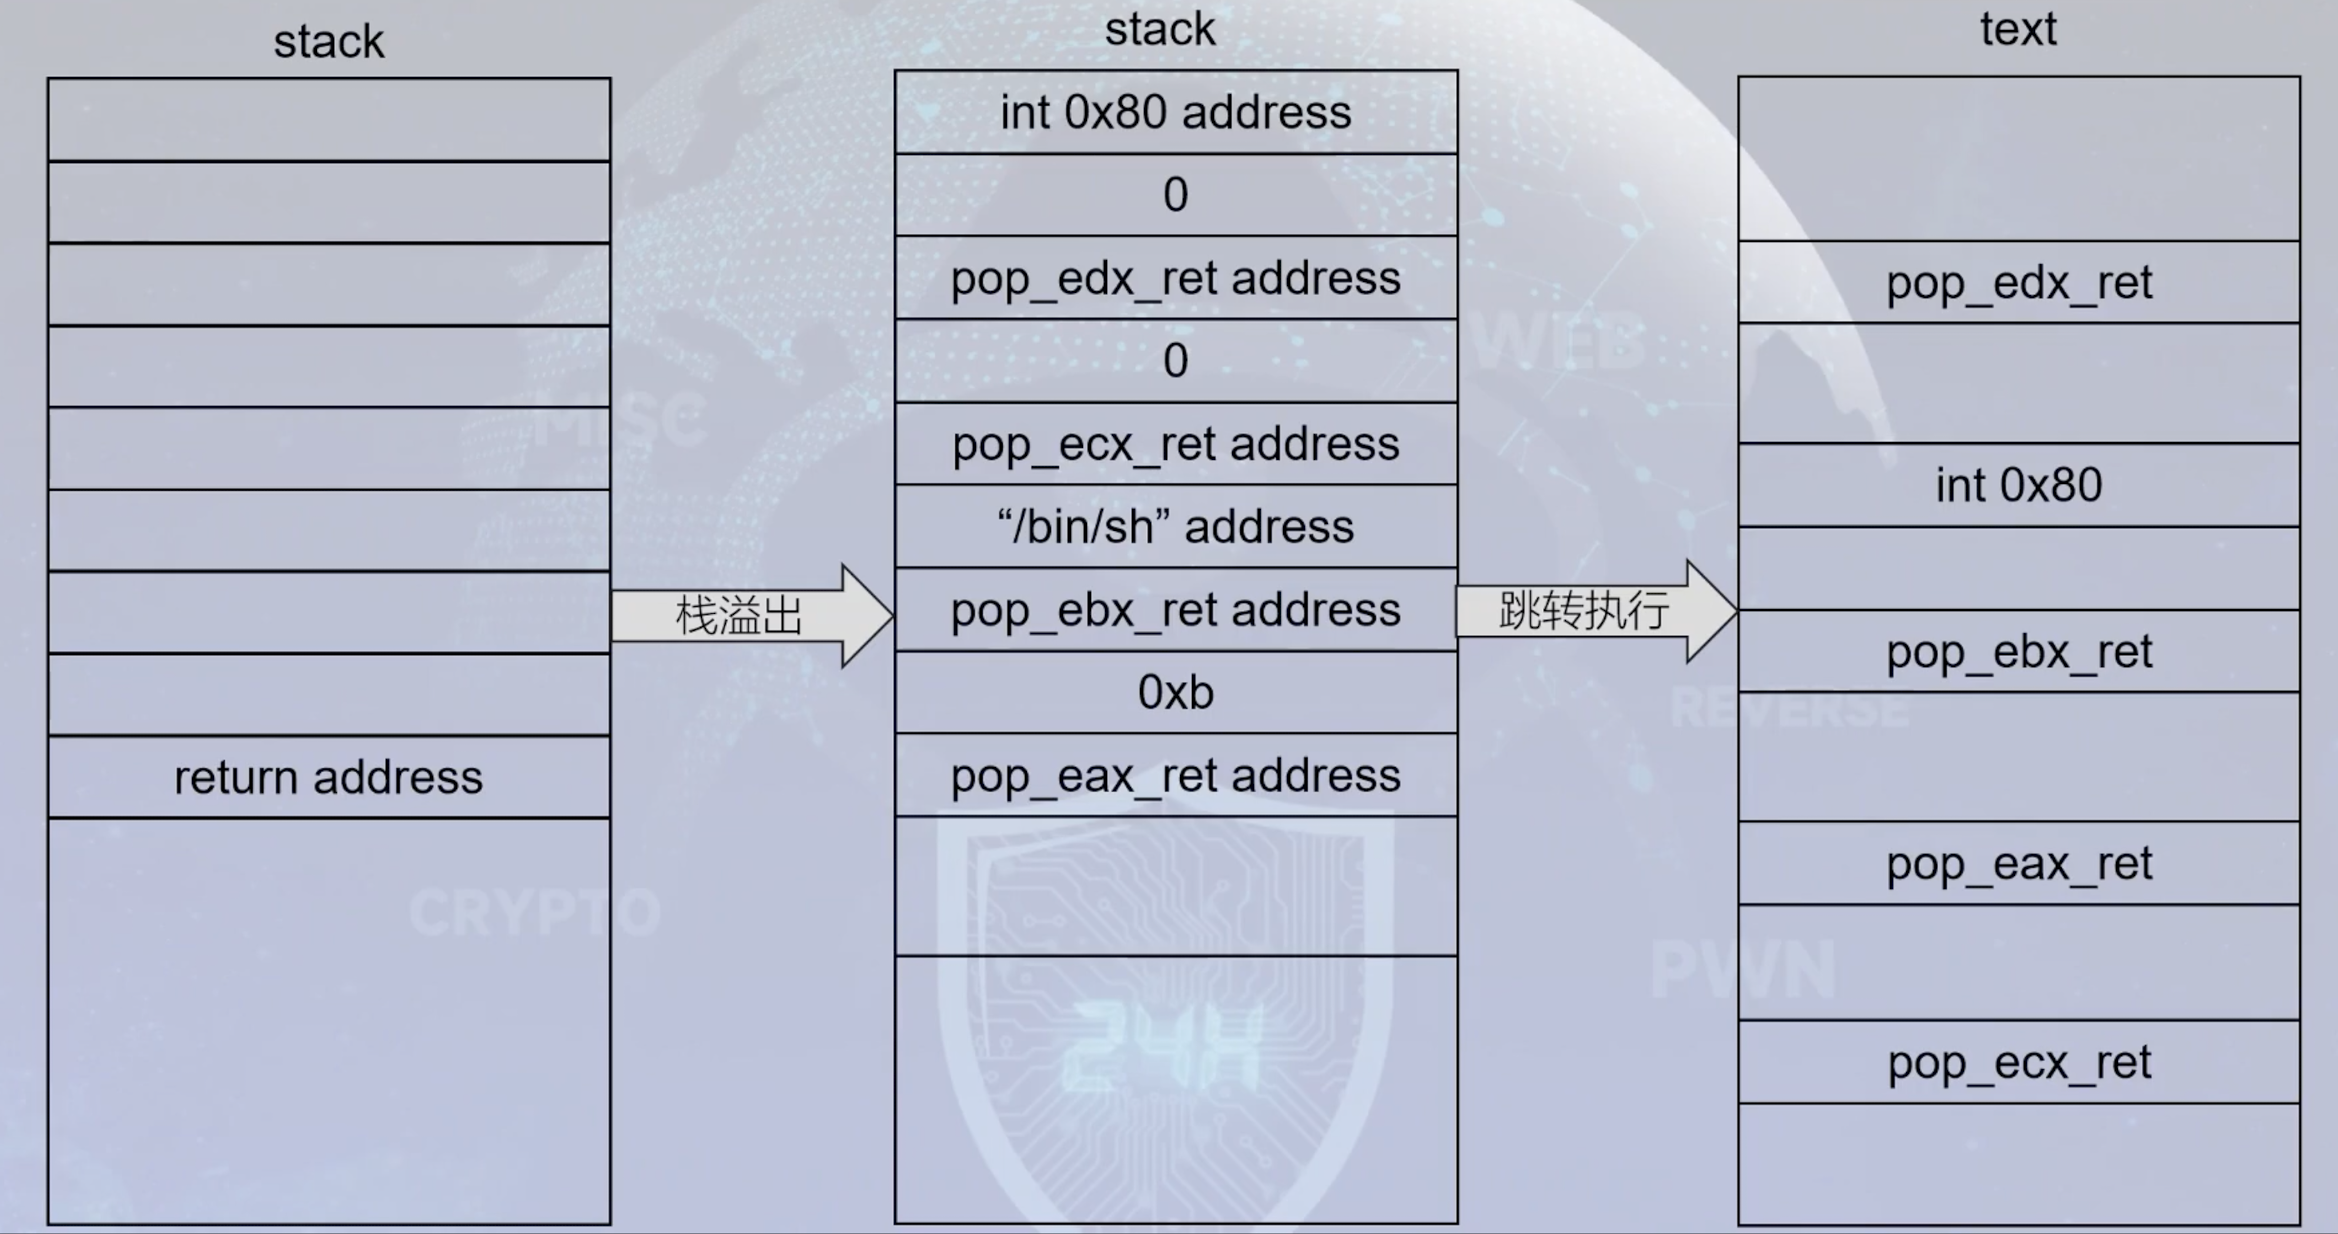 stack
return address
栈溢出
stack
int 0x80 address
0
pop_edx_ret address
0
pop_ecx_ret address
“/bin/sh” address
pop_ebx_ret address
0xb
pop_eax_ret address
跳转执行
text
pop_edx_ret
int 0x80
pop_ebx_ret
pop_eax_ret
pop_ecx_ret
MISC
WEB
REVERSE
CRYPTO
PWN
24H